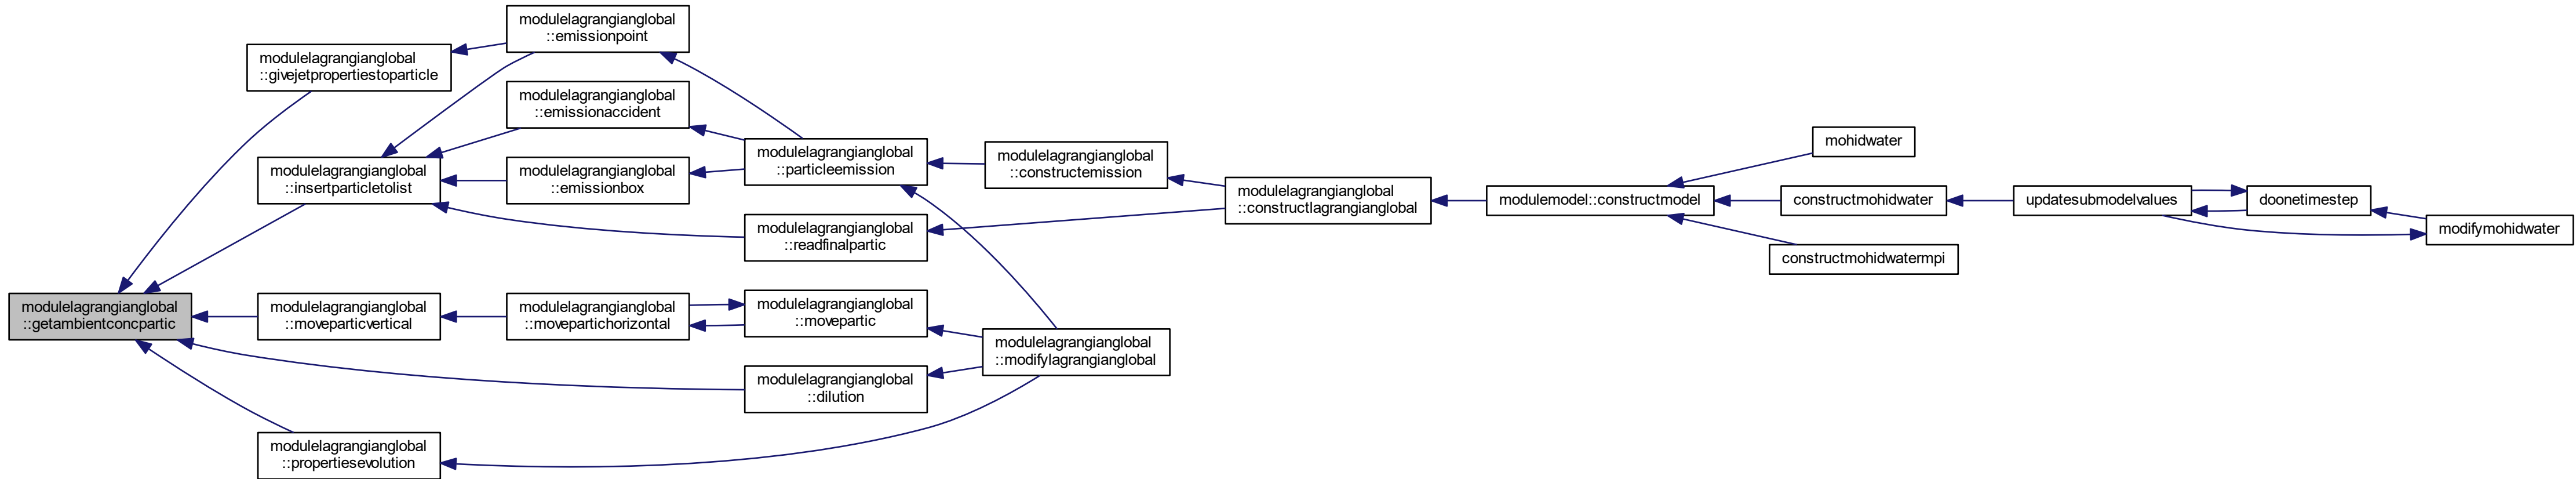 modulelagrangianglobal
::getambientconcpartic
modulelagrangianglobal
::givejetpropertiestoparticle
modulelagrangianglobal
::insertparticletolist
modulelagrangianglobal
::moveparticvertical
modulelagrangianglobal
::propertiesevolution
modulelagrangianglobal
::emissionpoint
modulelagrangianglobal
::emissionaccident
modulelagrangianglobal
::emissionbox
modulelagrangianglobal
::movepartichorizontal
modulelagrangianglobal
::particleemission
modulelagrangianglobal
::readfinalpartic
modulelagrangianglobal
::movepartic
modulelagrangianglobal
::dilution
modulelagrangianglobal
::constructemission
modulelagrangianglobal
::modifylagrangianglobal
modulelagrangianglobal
::constructlagrangianglobal
modulemodel::constructmodel
mohidwater
constructmohidwater
constructmohidwatermpi
updatesubmodelvalues
doonetimestep
modifymohidwater